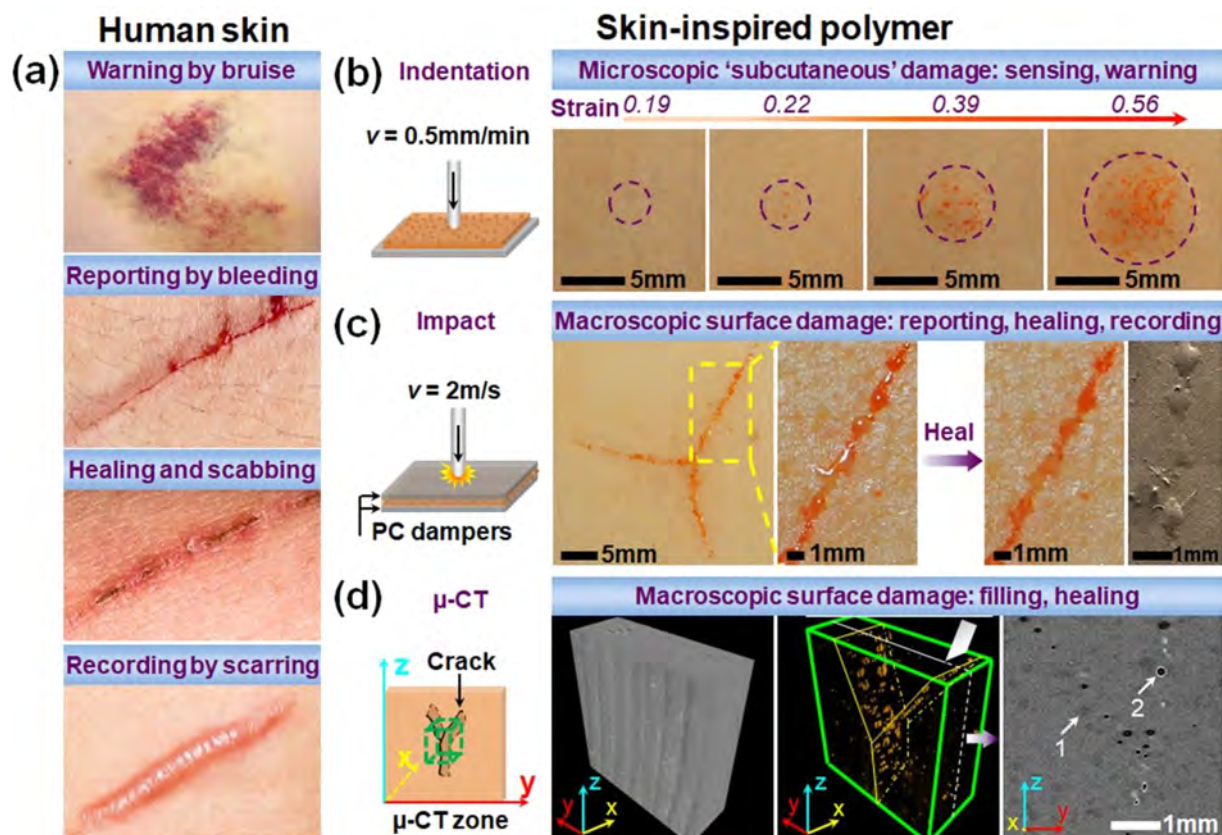 Human skin
Skin-inspired polymer
(a)
Warning by bruise
Reporting by bleeding
Healing and scabbing
Recording by scarring
(b)
Indentation
v = 0.5mm/min
Microscopic ‘subcutaneous’ damage: sensing, warning
Strain 0.19 0.22 0.39 0.56
5mm 5mm 5mm 5mm
(c)
Impact
v = 2m/s
PC dampers
Macroscopic surface damage: reporting, healing, recording
Heal
5mm 1mm 1mm 1mm
(d)
μ-CT
z
Crack
x
y
μ-CT zone
Macroscopic surface damage: filling, healing
z
y x
z
y x
1
2
z
x y
1mm